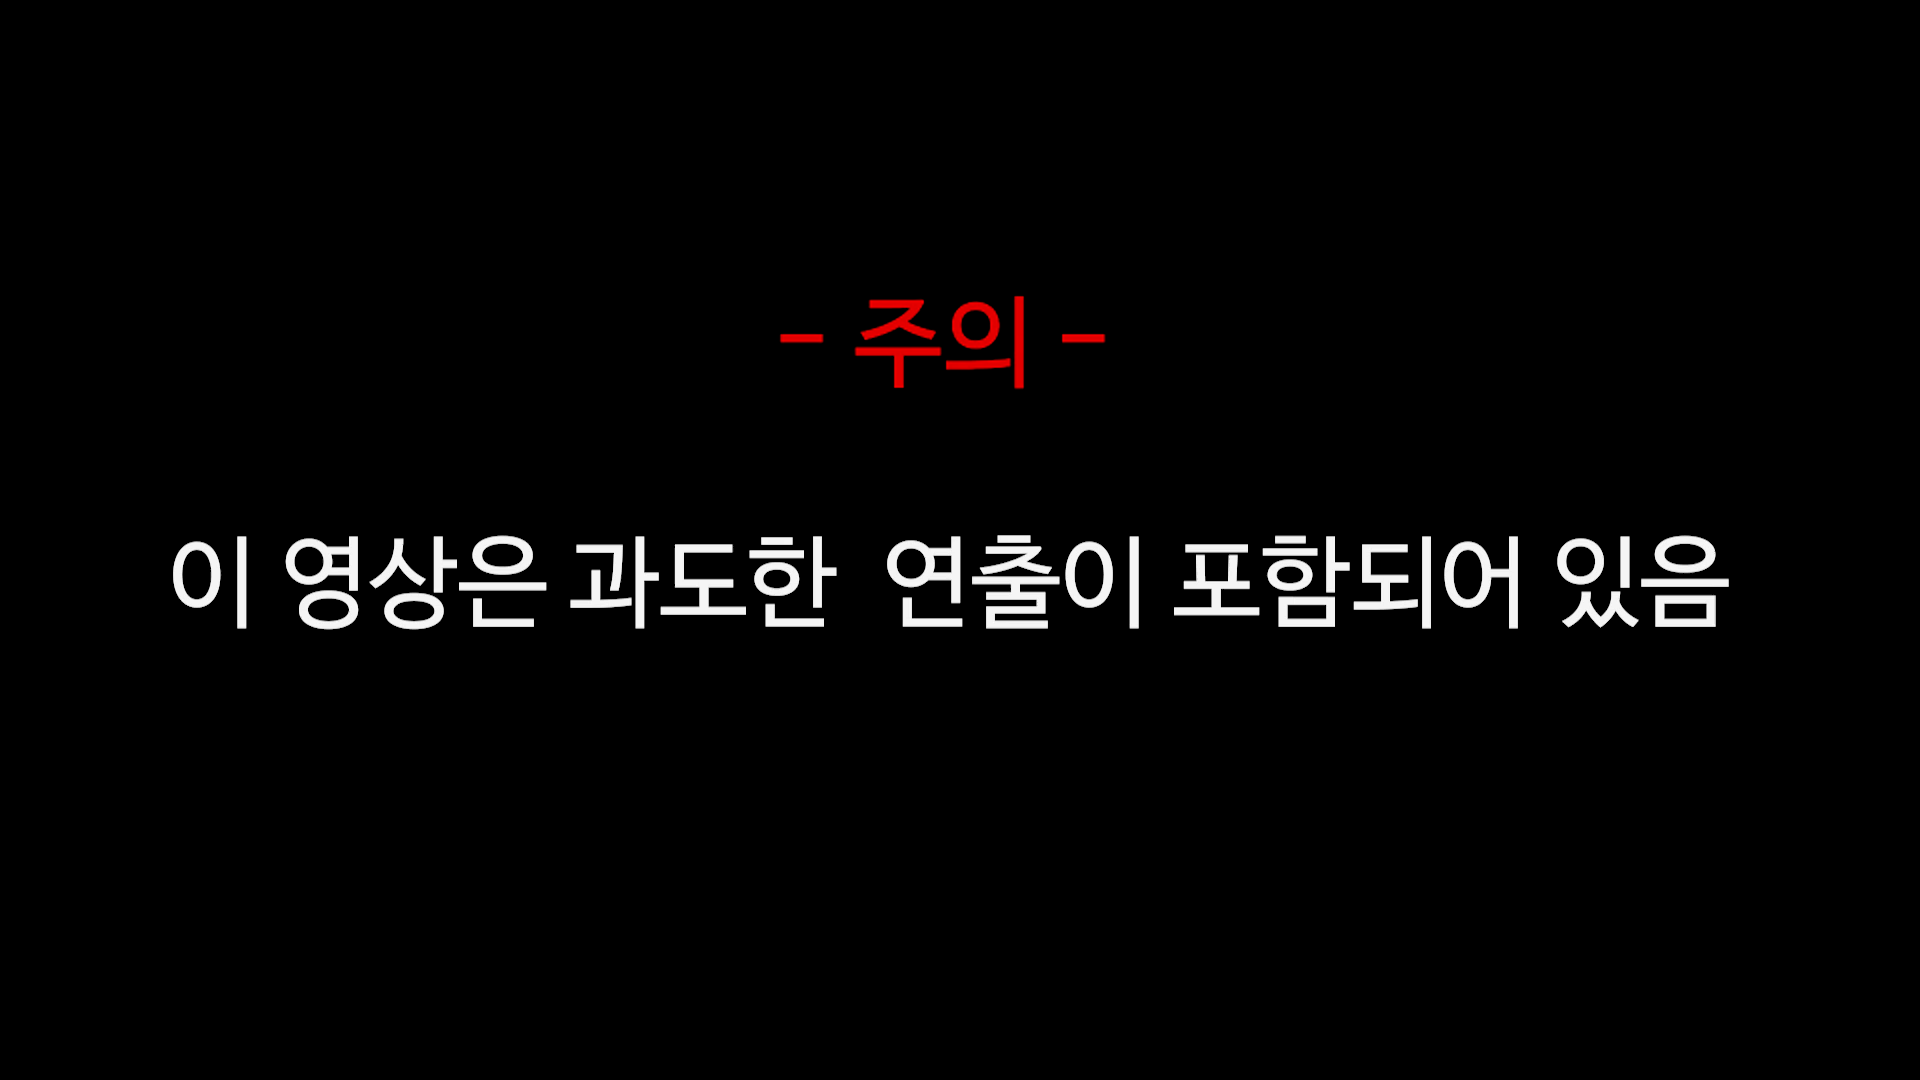 - 주의 -
이 영상은 과도한  연출이 포함되어 있음